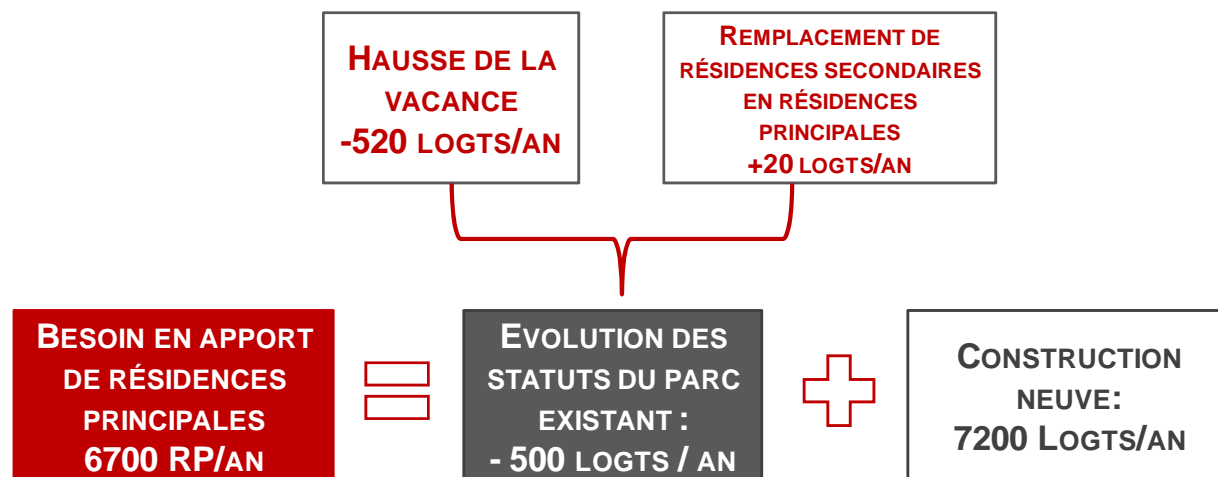 HAUSSE DE LA
VACANCE
-520 LOGTS/AN
REMPLACEMENT DE
RÉSIDENCES SECONDAIRES
EN RÉSIDENCES
PRINCIPALES
+20 LOGTS/AN
BESOIN EN APPORT
DE RÉSIDENCES
PRINCIPALES
6700 RP/AN
EVOLUTION DES
STATUTS DU PARC
EXISTANT :
- 500 LOGTS / AN
CONSTRUCTION
NEUVE:
7200 LOGTS/AN